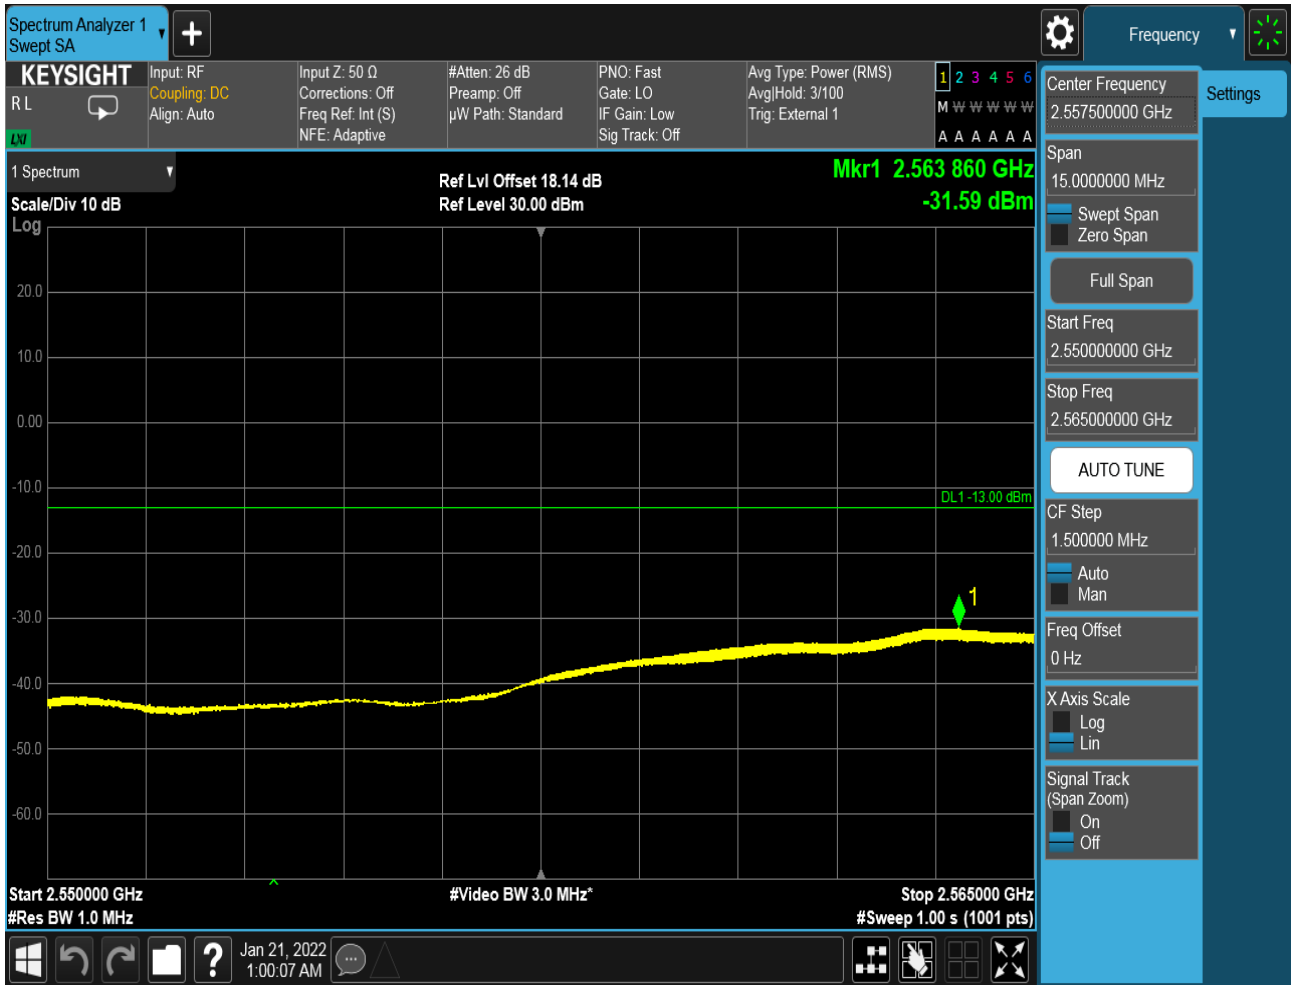 Spectrum Analyzer 1
Swept SA
Frequency
KEYSIGHT
R L
LXI
Input: RF
Coupling: DC
Align: Auto
Input Z: 50 Ω
Corrections: Off
Freq Ref: Int (S)
NFE: Adaptive
#Atten: 26 dB
Preamp: Off
µW Path: Standard
PNO: Fast
Gate: LO
IF Gain: Low
Sig Track: Off
Avg Type: Power (RMS)
Avg|Hold: 3/100
Trig: External 1
1 2 3 4 5 6
M W W W W W
A A A A A A
1 Spectrum
Scale/Div 10 dB
Log
Ref Lvl Offset 18.14 dB
Ref Level 30.00 dBm
Mkr1 2.563 860 GHz
-31.59 dBm
20.0
10.0
0.00
-10.0
-20.0
-30.0
-40.0
-50.0
-60.0
DL1 -13.00 dBm
1
Start 2.550000 GHz
#Res BW 1.0 MHz
#Video BW 3.0 MHz*
Stop 2.565000 GHz
#Sweep 1.00 s (1001 pts)
Center Frequency
2.557500000 GHz
Settings
Span
15.0000000 MHz
Swept Span
Zero Span
Full Span
Start Freq
2.550000000 GHz
Stop Freq
2.565000000 GHz
AUTO TUNE
CF Step
1.500000 MHz
Auto
Man
Freq Offset
0 Hz
X Axis Scale
Log
Lin
Signal Track
(Span Zoom)
On
Off
?
Jan 21, 2022
1:00:07 AM